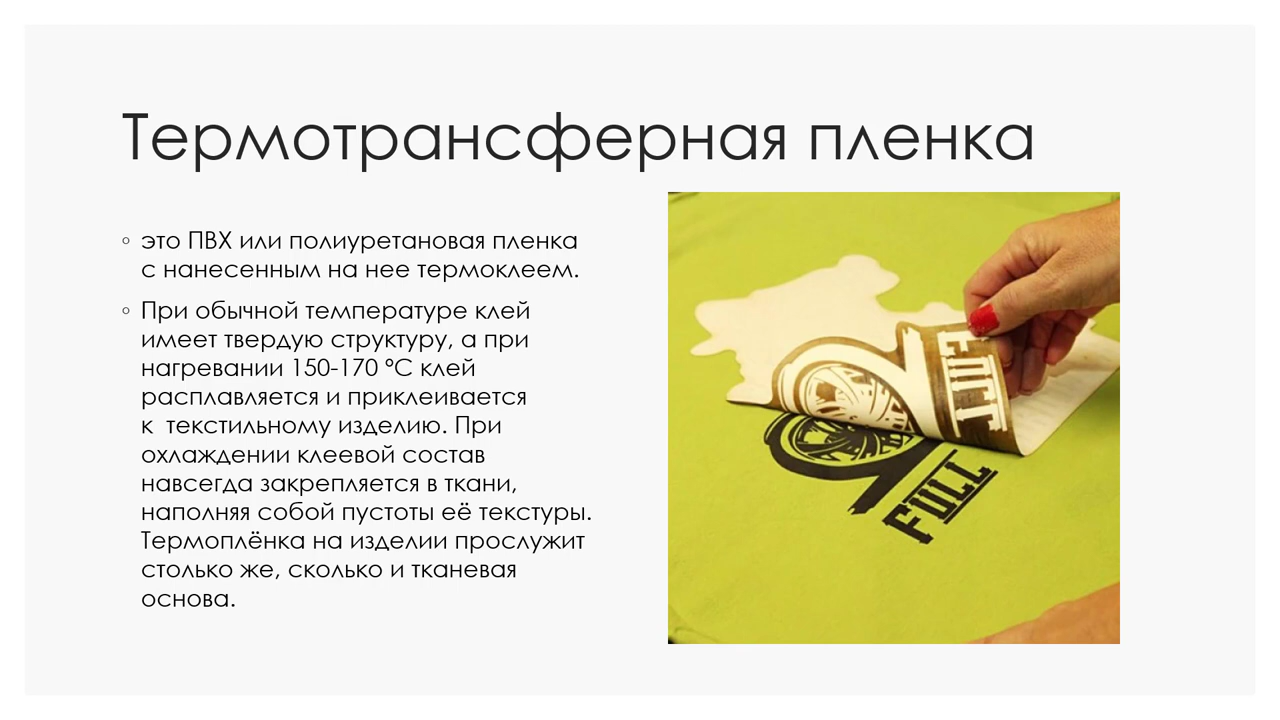 Термотрансферная пленка
◦ это ПВХ или полиуретановая пленка
с нанесенным на нее термоклеем.
◦ При обычной температуре клей
имеет твердую структуру, а при
нагревании 150-170 °C клей
расплавляется и приклеивается
к  текстильному изделию. При
охлаждении клеевой состав
навсегда закрепляется в ткани,
наполняя собой пустоты её текстуры.
Термоплёнка на изделии прослужит
столько же, сколько и тканевая
основа.
FULL